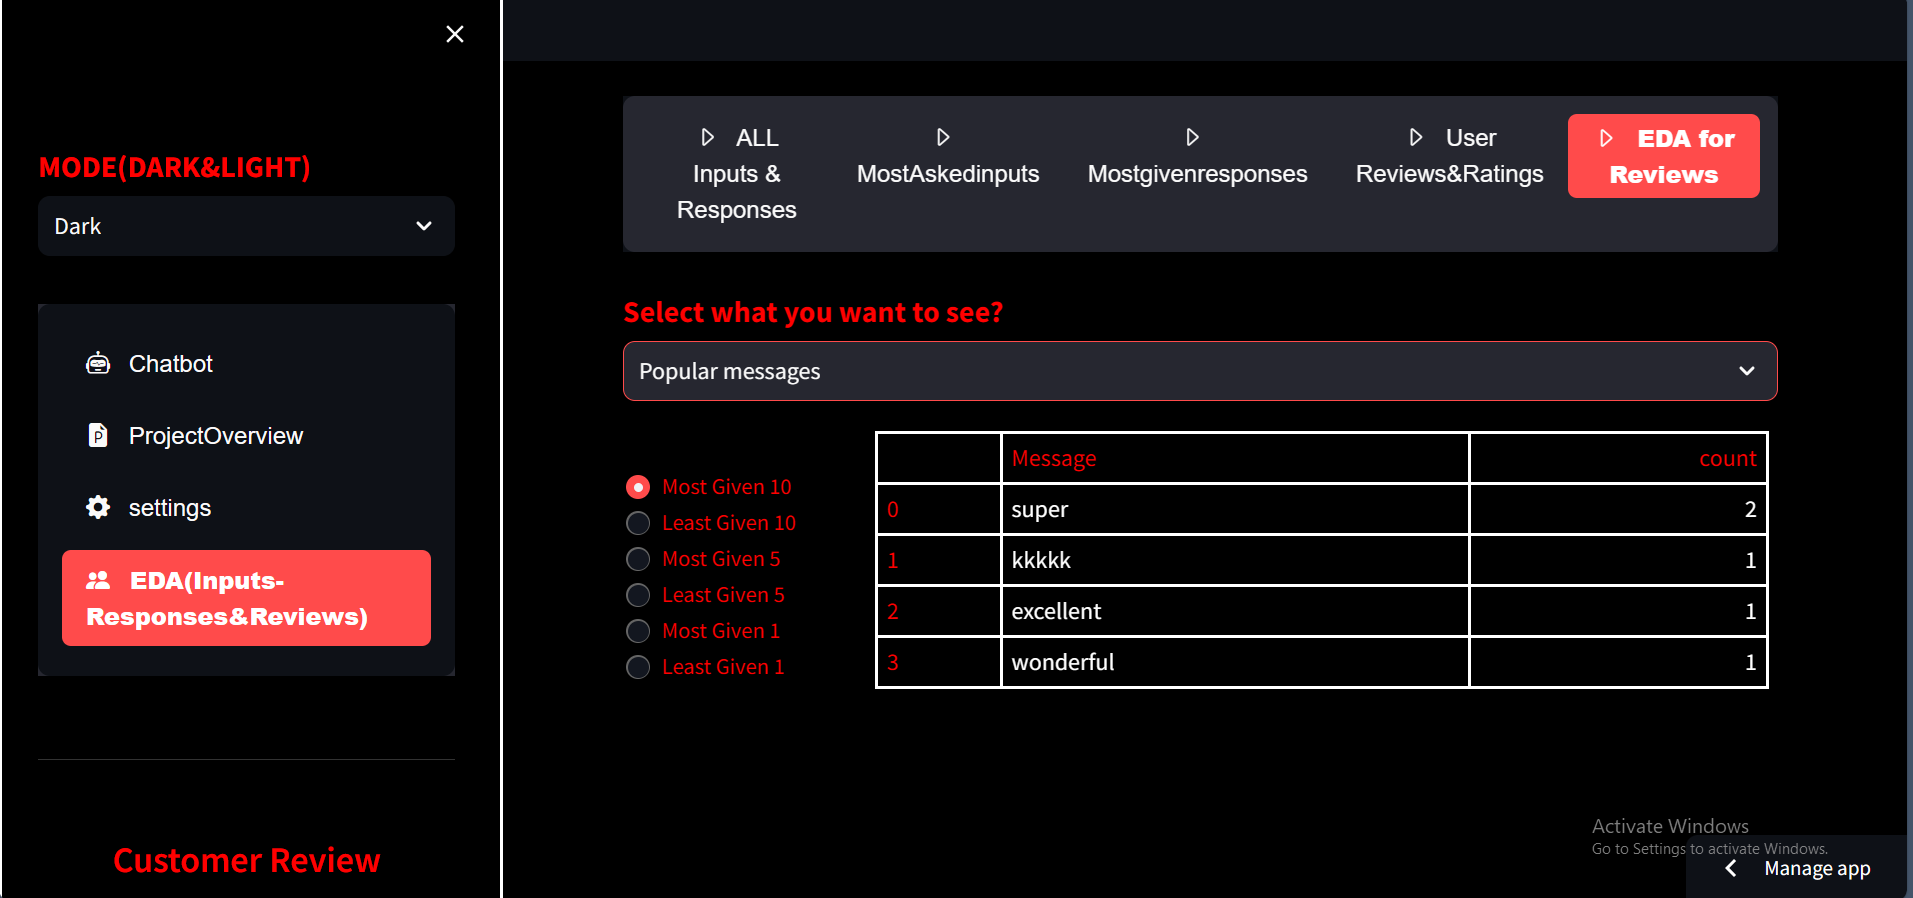 MODE(DARK&LIGHT)
Dark
Chatbot
ProjectOverview
settings
EDA(Inputs-
Responses&Reviews)
Customer Review
ALL
Inputs &
Responses
MostAskedinputs
Mostgivenresponses
User
Reviews&Ratings
EDA for
Reviews
Select what you want to see?
Popular messages
Most Given 10
Least Given 10
Most Given 5
Least Given 5
Most Given 1
Least Given 1
Message count
0 super 2
1 kkkkk 1
2 excellent 1
3 wonderful 1
Activate Windows
Go to Settings to activate Windows.
Manage app